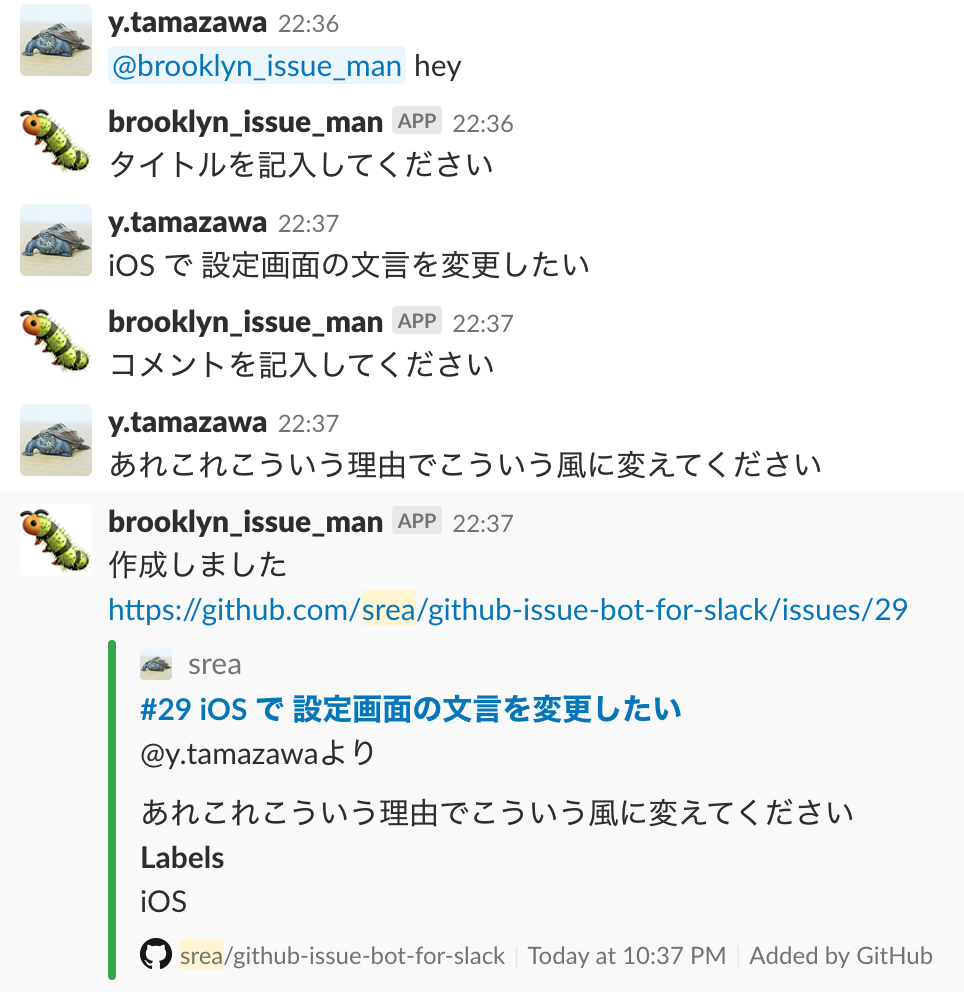 y.tamazawa 22:36
@brooklyn_issue_man hey
brooklyn_issue_man APP 22:36
タイトルを記入してください
y.tamazawa 22:37
iOS で 設定画面の文言を変更したい
brooklyn_issue_man APP 22:37
コメントを記入してください
y.tamazawa 22:37
あれこれこういう理由でこういう風に変えてください
brooklyn_issue_man APP 22:37
作成しました
https://github.com/srea/github-issue-bot-for-slack/issues/29
srea
#29 iOS で 設定画面の文言を変更したい
@y.tamazawaより
あれこれこういう理由でこういう風に変えてください
Labels
iOS
srea/github-issue-bot-for-slack | Today at 10:37 PM | Added by GitHub